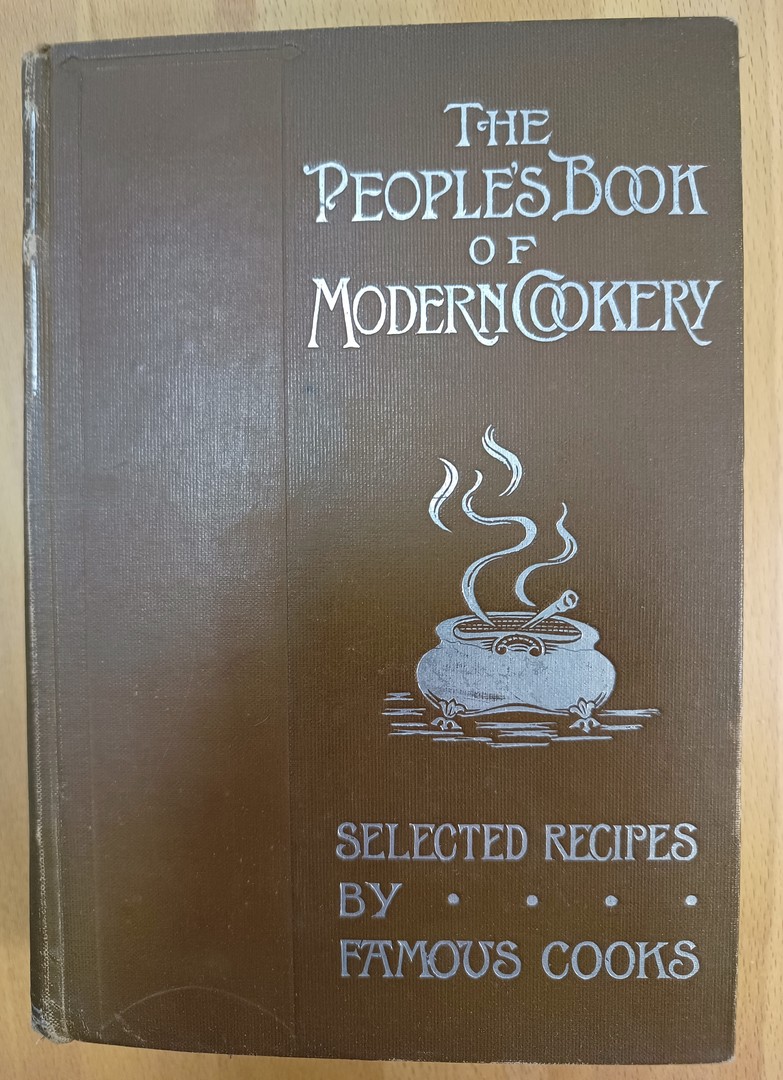 THE
PEOPLE'S BOOK
OF
MODERN COOKERY
SELECTED RECIPES
BY • • • •
FAMOUS COOKS